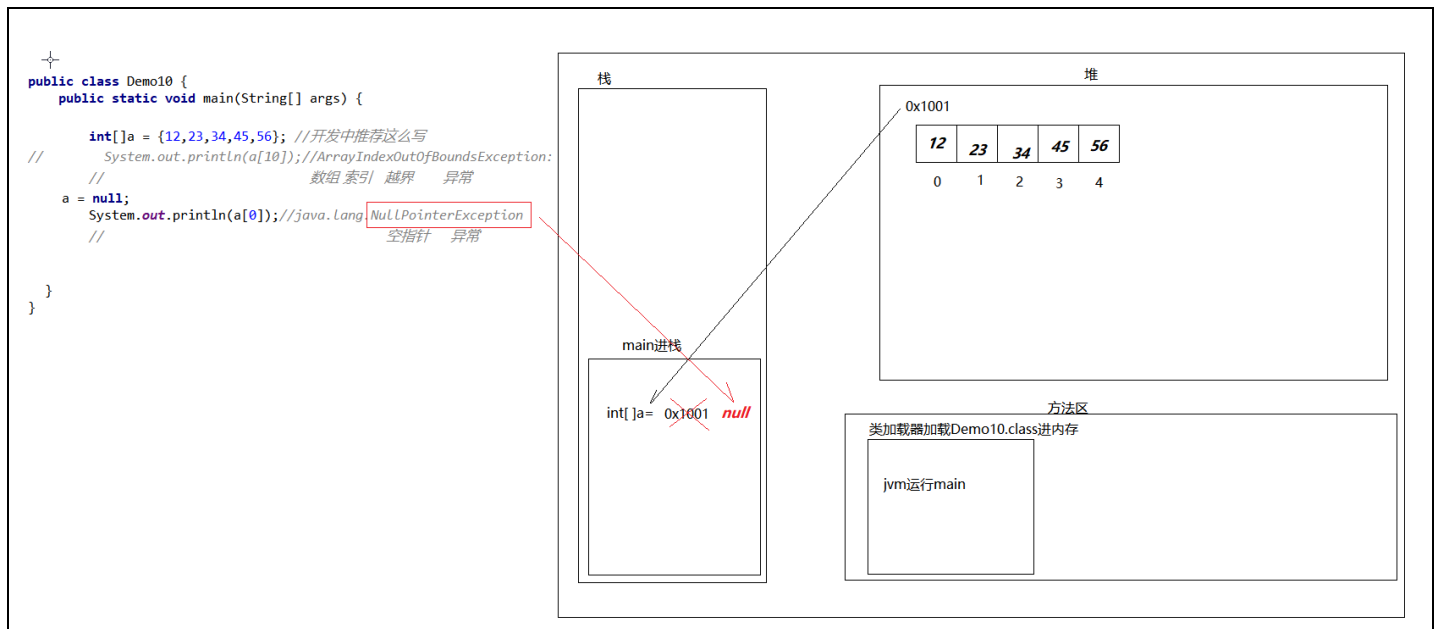 public class Demo10 {
public static void main(String[] args) {
int[]a = {12,23,34,45,56}; //开发中推荐这么写
// System.out.println(a[10]);//ArrayIndexOutOfBoundsException:
// 数组 索引 越界 异常
a = null;
System.out.println(a[0]);//java.lang.NullPointerException
// 空指针 异常
}
}
栈
main进栈
int[ ]a= 0x1001 null
堆
0x1001
12 23 34 45 56
0 1 2 3 4
方法区
类加载器加载Demo10.class进内存
jvm运行main